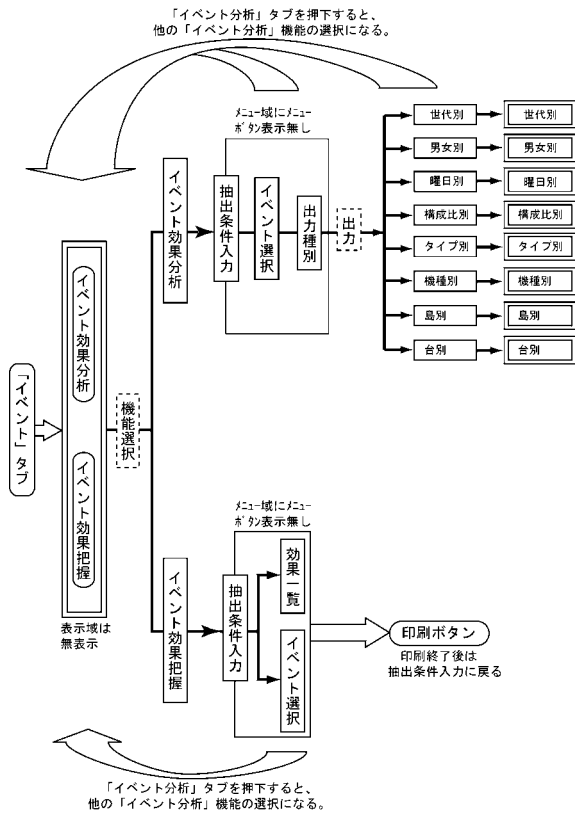 「イベント分析」タブを押下すると、
他の「イベント分析」機能の選択になる。
メニュー域にメニュー
ボタン表示無し
イベント効果分析
抽出条件入力
イベント選択
出力種別
出力
世代別
世代別
男女別
男女別
曜日別
曜日別
構成比別
構成比別
タイプ別
タイプ別
機種別
機種別
島別
島別
台別
台別
「イベント」タブ
イベント効果分析
イベント効果把握
表示域は
無表示
機能選択
メニュー域にメニュー
ボタン表示無し
イベント効果把握
抽出条件入力
効果一覧
イベント選択
印刷ボタン
印刷終了後は
抽出条件入力に戻る
「イベント分析」タブを押下すると、
他の「イベント分析」機能の選択になる。